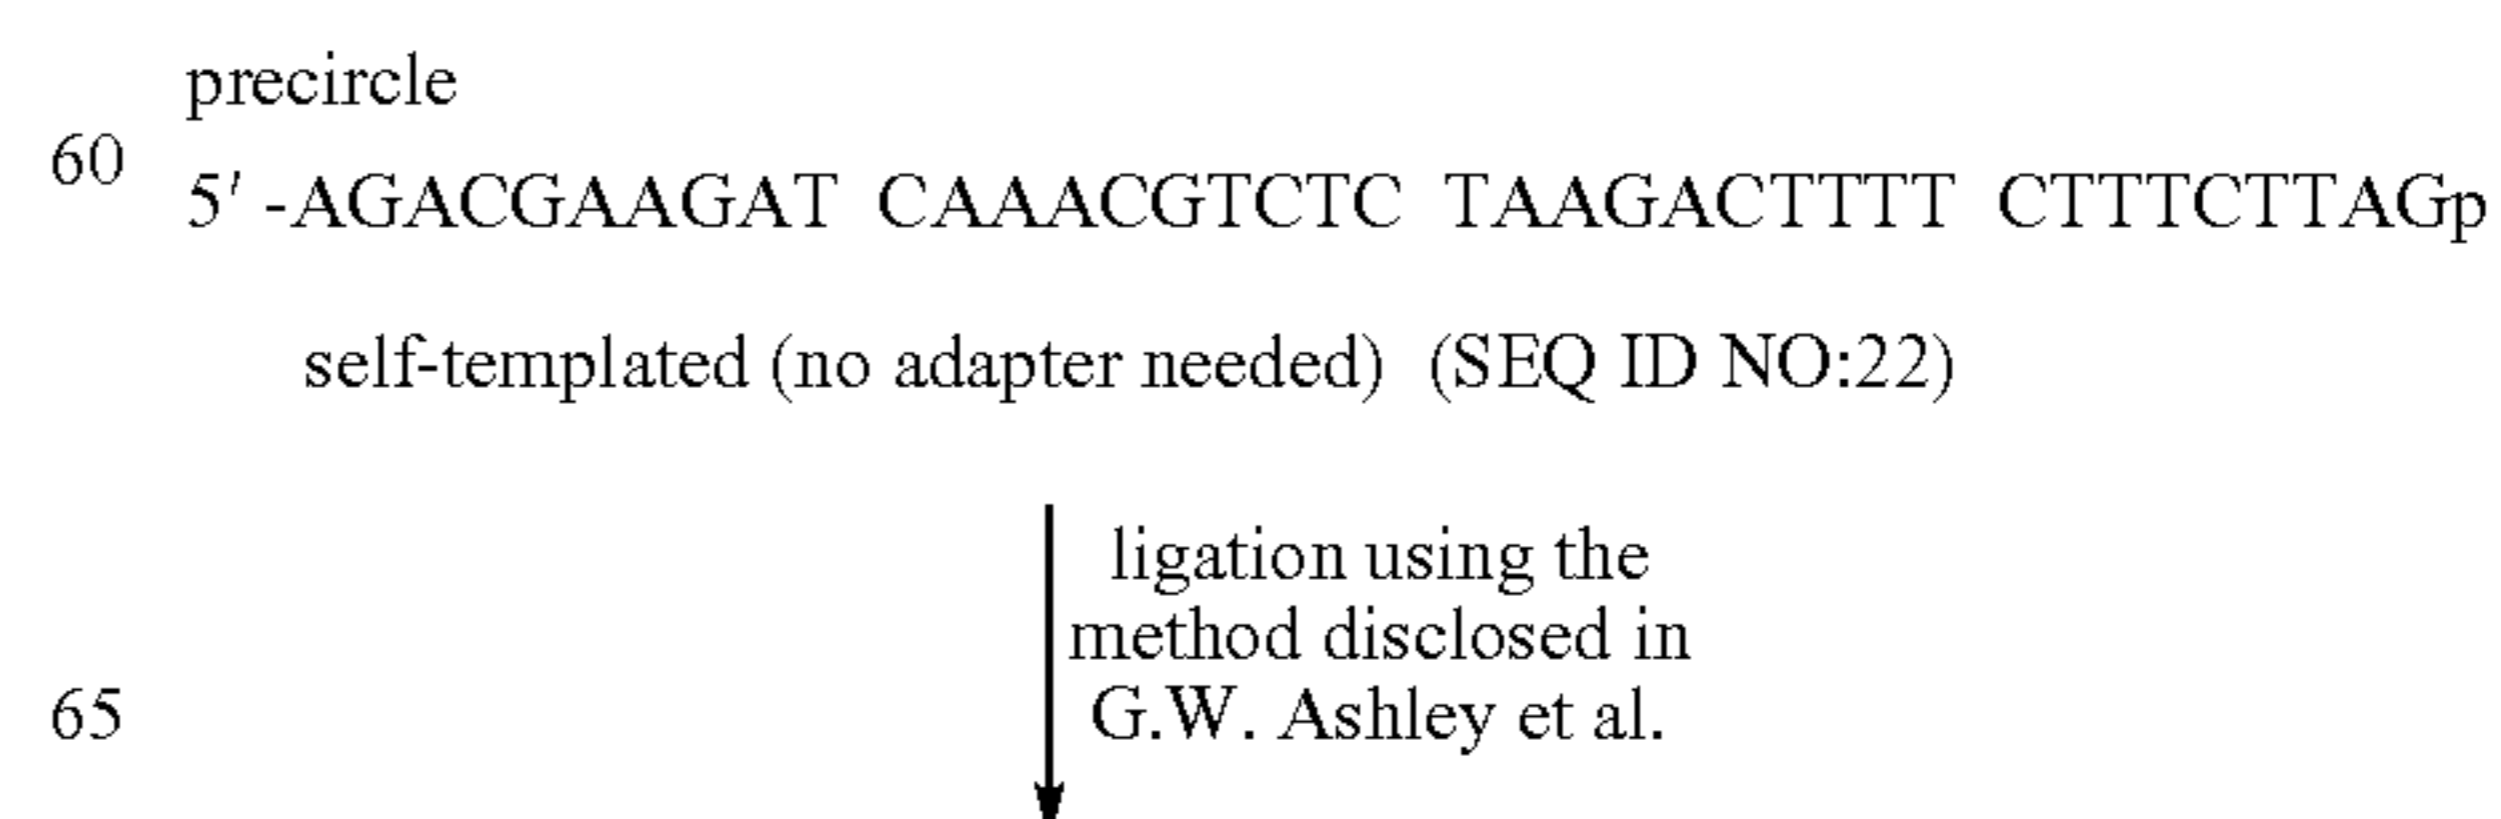 precircle
60
5′ -AGACGAAGAT CAAACGTCTC TAAGACTTTT CTTTCTTAGp
self-templated (no adapter needed) (SEQ ID NO:22)
ligation using the
method disclosed in
65
G.W. Ashley et al.